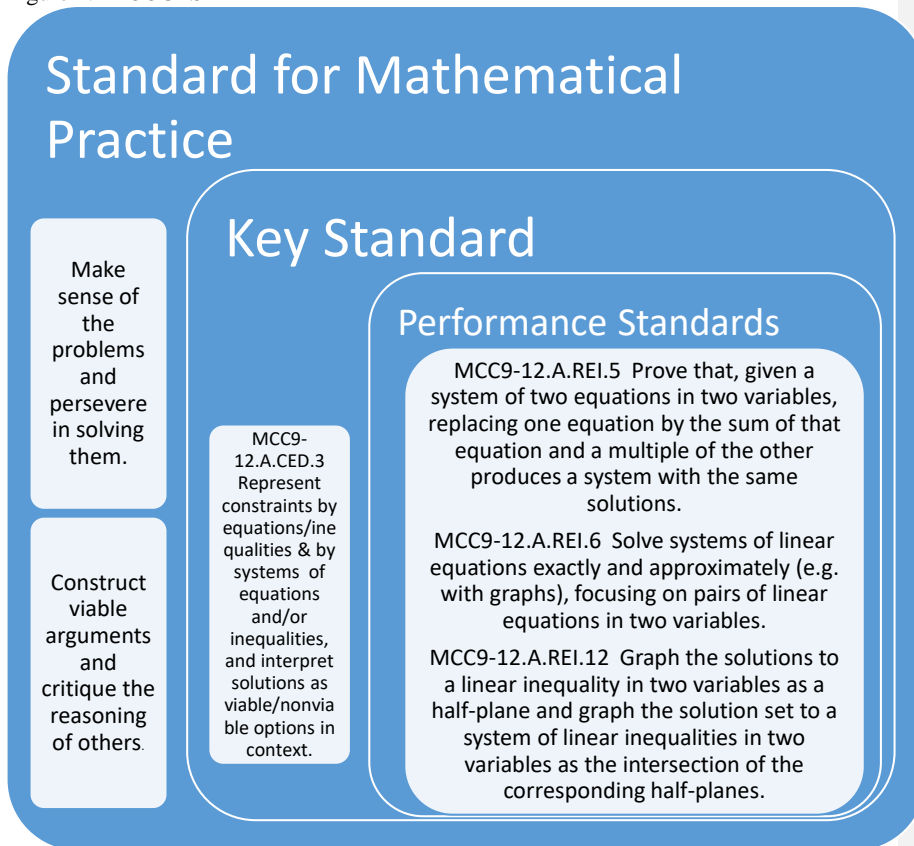 Standard for Mathematical
Practice
Make
sense of
the
problems
and
persevere
in solving
them.
Construct
viable
arguments
and
critique the
reasoning
of others.
Key Standard
MCC9-
12.A.CED.3
Represent
constraints by
equations/ine
qualities & by
systems of
equations
and/or
inequalities,
and interpret
solutions as
viable/nonvia
ble options in
context.
Performance Standards
MCC9-12.A.REI.5 Prove that, given a
system of two equations in two variables,
replacing one equation by the sum of that
equation and a multiple of the other
produces a system with the same
solutions.
MCC9-12.A.REI.6 Solve systems of linear
equations exactly and approximately (e.g.
with graphs), focusing on pairs of linear
equations in two variables.
MCC9-12.A.REI.12 Graph the solutions to
a linear inequality in two variables as a
half-plane and graph the solution set to a
system of linear inequalities in two
variables as the intersection of the
corresponding half-planes.